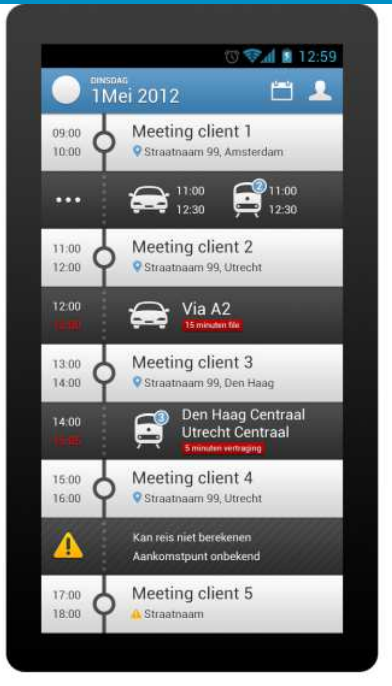 12:59
DINSDAG
1Mei 2012
09:00
10:00
Meeting client 1
Straatnaam 99, Amsterdam
11:00
12:30
2
11:00
12:30
11:00
12:00
Meeting client 2
Straatnaam 99, Utrecht
12:00
Via A2
15 minuten file
13:00
14:00
Meeting client 3
Straatnaam 99, Den Haag
14:00
3
Den Haag Centraal
Utrecht Centraal
5 minuten vertraging
15:00
16:00
Meeting client 4
Straatnaam 99, Utrecht
Kan reis niet berekenen
Aankomstpunt onbekend
17:00
18:00
Meeting client 5
Straatnaam